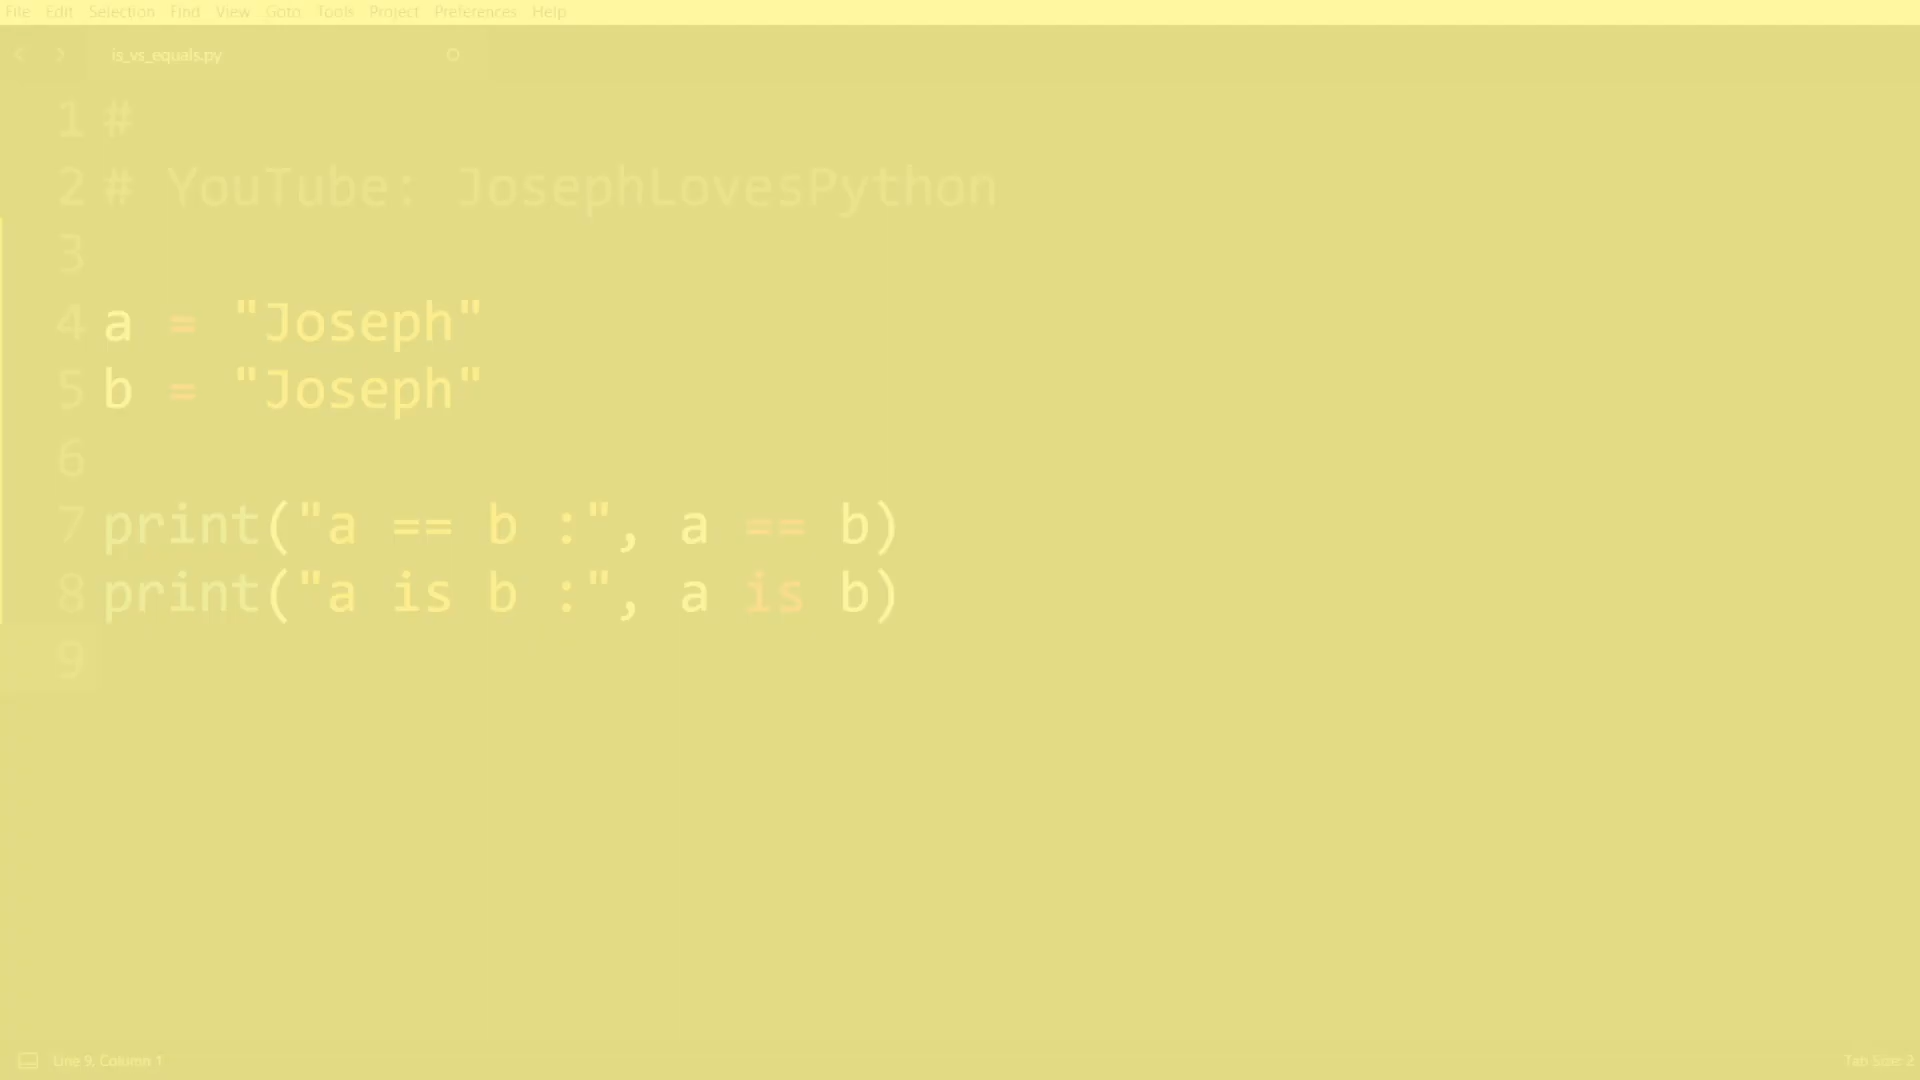 File Edit Selection Find View Goto Tools Project Preferences Help
is_vs_equals.py
1 #
2 # YouTube: JosephLovesPython
3
4 a = "Joseph"
5 b = "Joseph"
6
7 print("a == b :", a == b)
8 print("a is b :", a is b)
9
Line 9, Column 1
Tab Size: 2